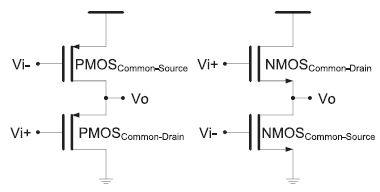 Vi- PMOSCommon-Source
Vo
Vi+ PMOSCommon-Drain
Vi+ NMOSCommon-Drain
Vo
Vi- NMOSCommon-Source